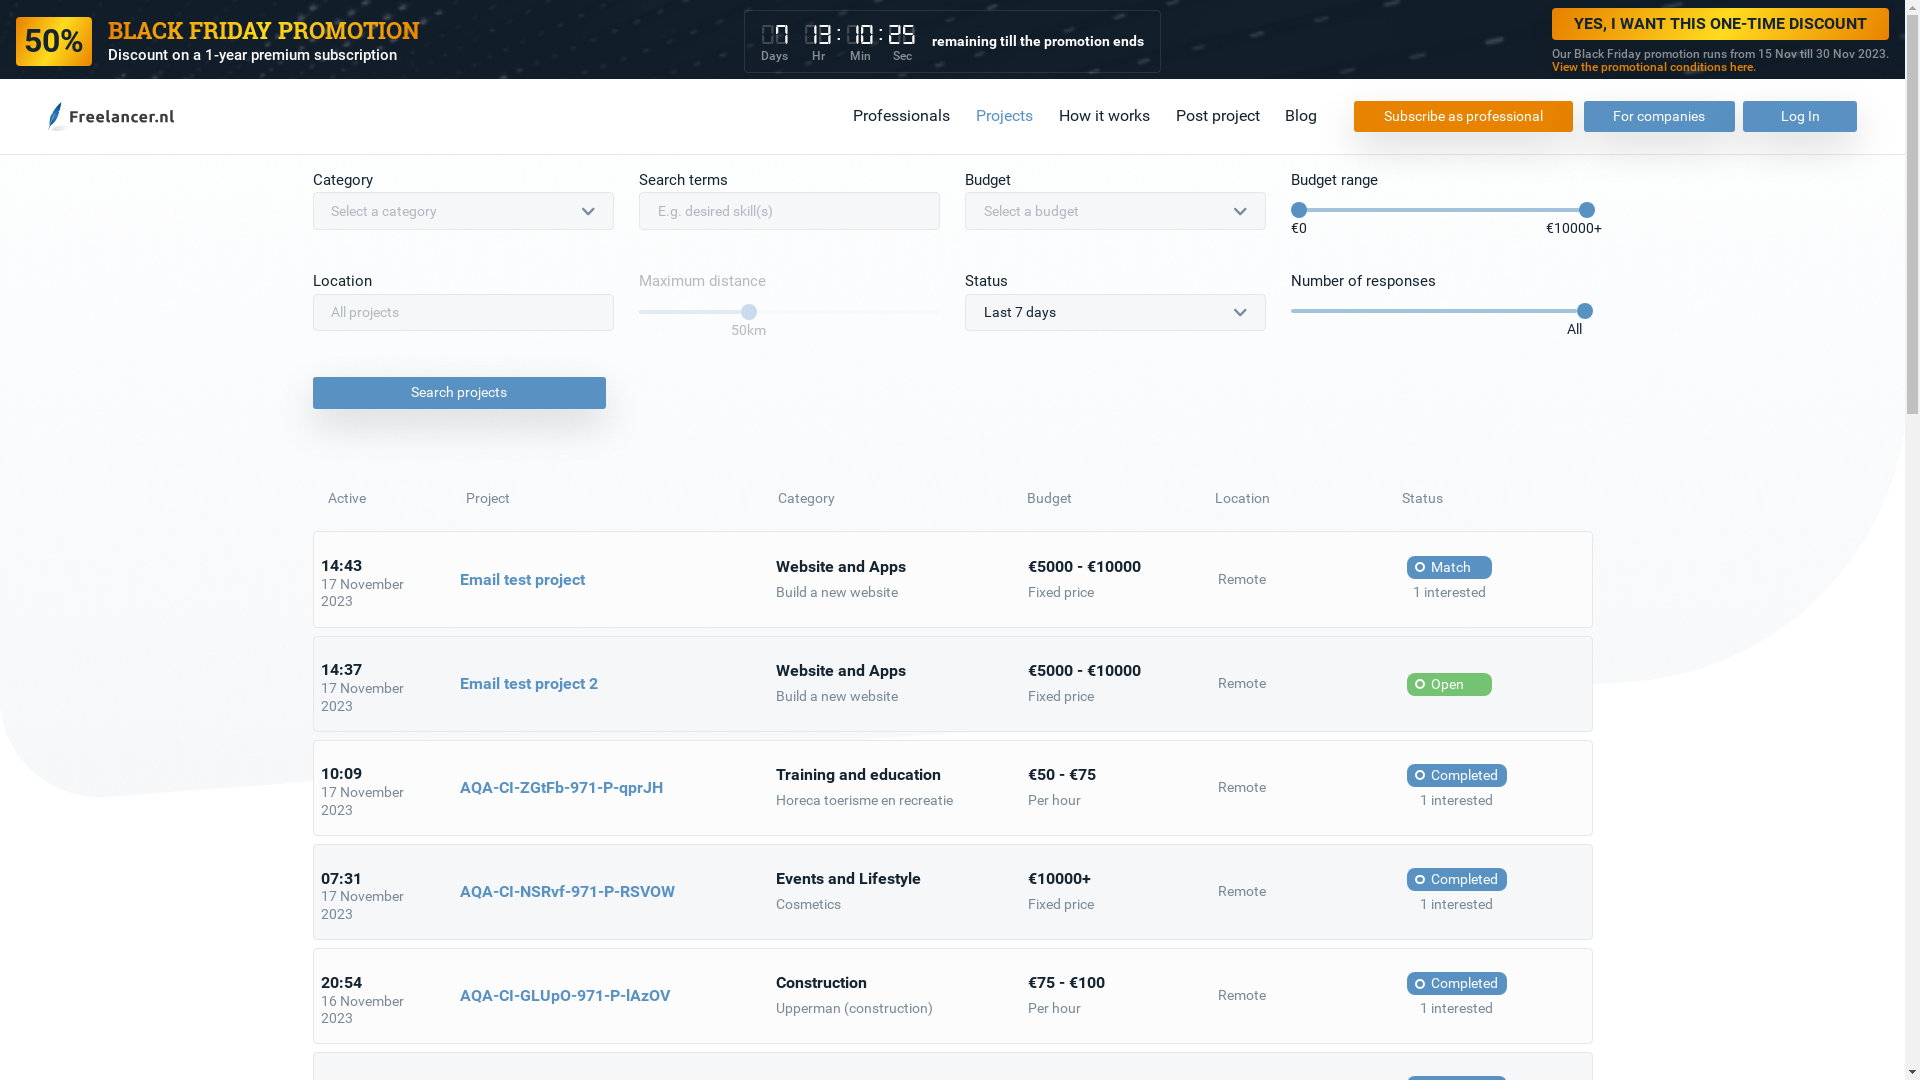 50%
BLACK FRIDAY PROMOTION
Discount on a 1-year premium subscription
7 13 : 10 : 25
Days Hr Min Sec
remaining till the promotion ends
YES, I WANT THIS ONE-TIME DISCOUNT
Our Black Friday promotion runs from 15 Nov till 30 Nov 2023.
View the promotional conditions here.
Freelancer.nl
Professionals Projects How it works Post project Blog
Subscribe as professional For companies Log In
Category Search terms Budget Budget range
Select a category E.g. desired skill(s) Select a budget
€0 €10000+
Location Maximum distance Status Number of responses
All projects Last 7 days
50km All
Search projects
Active Project Category Budget Location Status
14:43
17 November
2023
Email test project
Website and Apps
Build a new website
€5000 - €10000
Fixed price
Remote
Match
1 interested
14:37
17 November
2023
Email test project 2
Website and Apps
Build a new website
€5000 - €10000
Fixed price
Remote
Open
10:09
17 November
2023
AQA-CI-ZGtFb-971-P-qprJH
Training and education
Horeca toerisme en recreatie
€50 - €75
Per hour
Remote
Completed
1 interested
07:31
17 November
2023
AQA-CI-NSRvf-971-P-RSVOW
Events and Lifestyle
Cosmetics
€10000+
Fixed price
Remote
Completed
1 interested
20:54
16 November
2023
AQA-CI-GLUpO-971-P-lAzOV
Construction
Upperman (construction)
€75 - €100
Per hour
Remote
Completed
1 interested